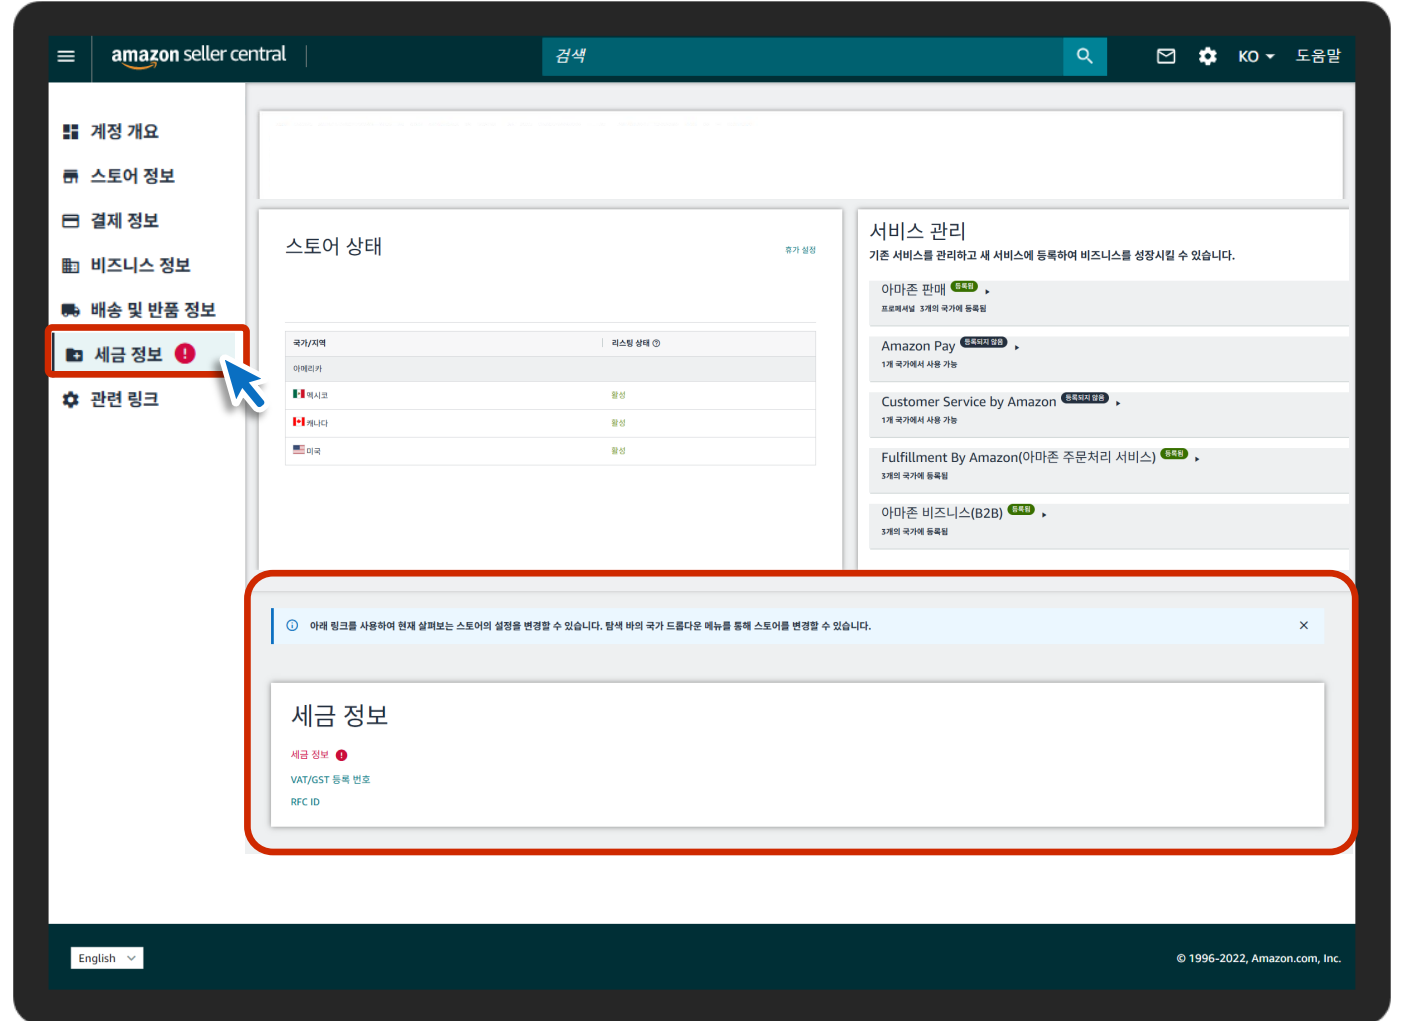 amazon seller central
검색
KO
도움말
계정 개요
스토어 정보
결제 정보
비즈니스 정보
배송 및 반품 정보
세금 정보
관련 링크
스토어 상태
휴가 설정
국가/지역
리스팅 상태
아메리카
멕시코
활성
캐나다
활성
미국
활성
서비스 관리
기존 서비스를 관리하고 새 서비스에 등록하여 비즈니스를 성장시킬 수 있습니다.
아마존 판매 등록됨
프로페셔널 3개의 국가에 등록됨
Amazon Pay 등록되지 않음
1개 국가에서 사용 가능
Customer Service by Amazon 등록되지 않음
1개 국가에서 사용 가능
Fulfillment By Amazon(아마존 주문처리 서비스) 등록됨
3개의 국가에 등록됨
아마존 비즈니스(B2B) 등록됨
3개의 국가에 등록됨
아래 링크를 사용하여 현재 살펴보는 스토어의 설정을 변경할 수 있습니다. 탐색 바의 국가 드롭다운 메뉴를 통해 스토어를 변경할 수 있습니다.
세금 정보
세금 정보
VAT/GST 등록 번호
RFC ID
English
© 1996-2022, Amazon.com, Inc.